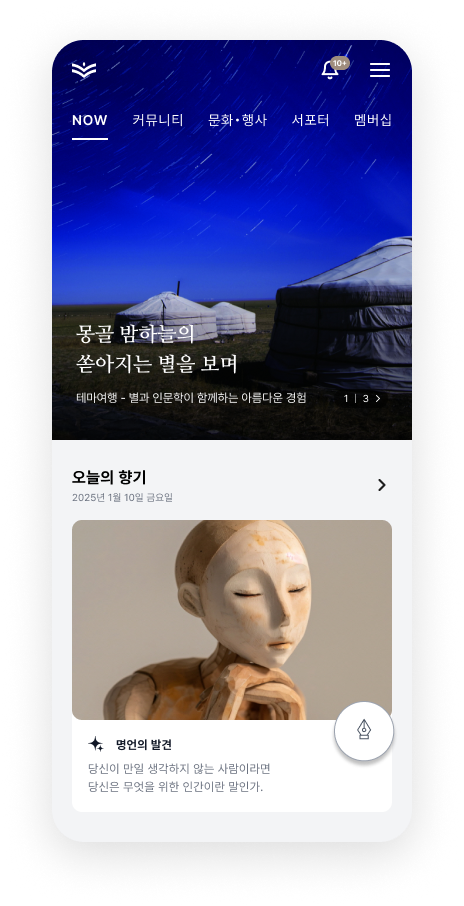 10+
NOW 커뮤니티 문화•행사 서포터 멤버십
몽골 밤하늘의
쏟아지는 별을 보며
테마여행 - 별과 인문학이 함께하는 아름다운 경험 1 | 3
오늘의 향기
2025년 1월 10일 금요일
명언의 발견
당신이 만일 생각하지 않는 사람이라면
당신은 무엇을 위한 인간이란 말인가.